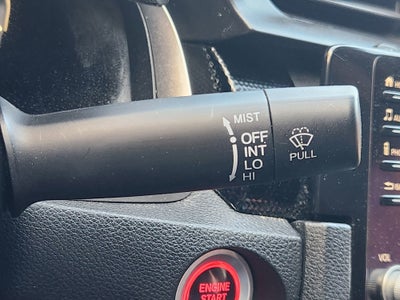 MIST
OFF
INT
LO
HI
PULL
VOL
ENGINE
START